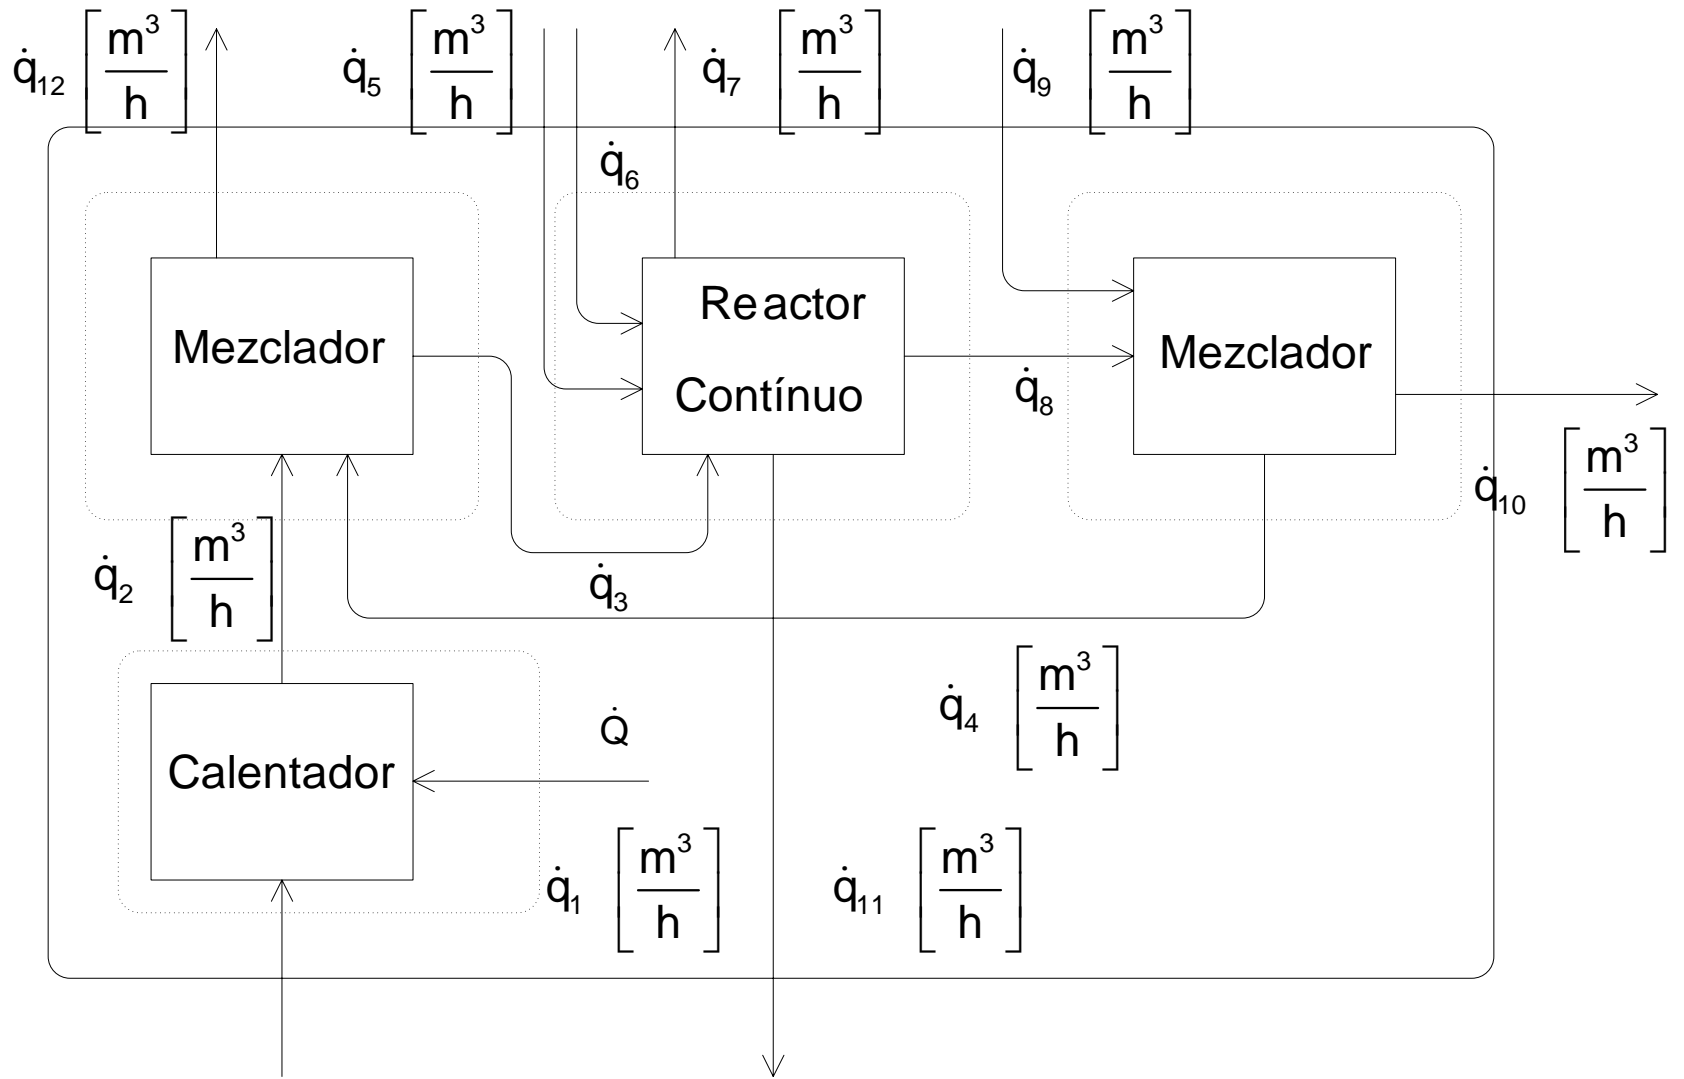 q̇₁₂ [m³/h]
q̇₅ [m³/h]
q̇₇ [m³/h]
q̇₉ [m³/h]
q̇₆
Mezclador
Reactor
Contínuo
Mezclador
q̇₈
q̇₁₀ [m³/h]
q̇₂ [m³/h]
q̇₃
q̇₄ [m³/h]
Calentador
Q̇
q̇₁ [m³/h]
q̇₁₁ [m³/h]